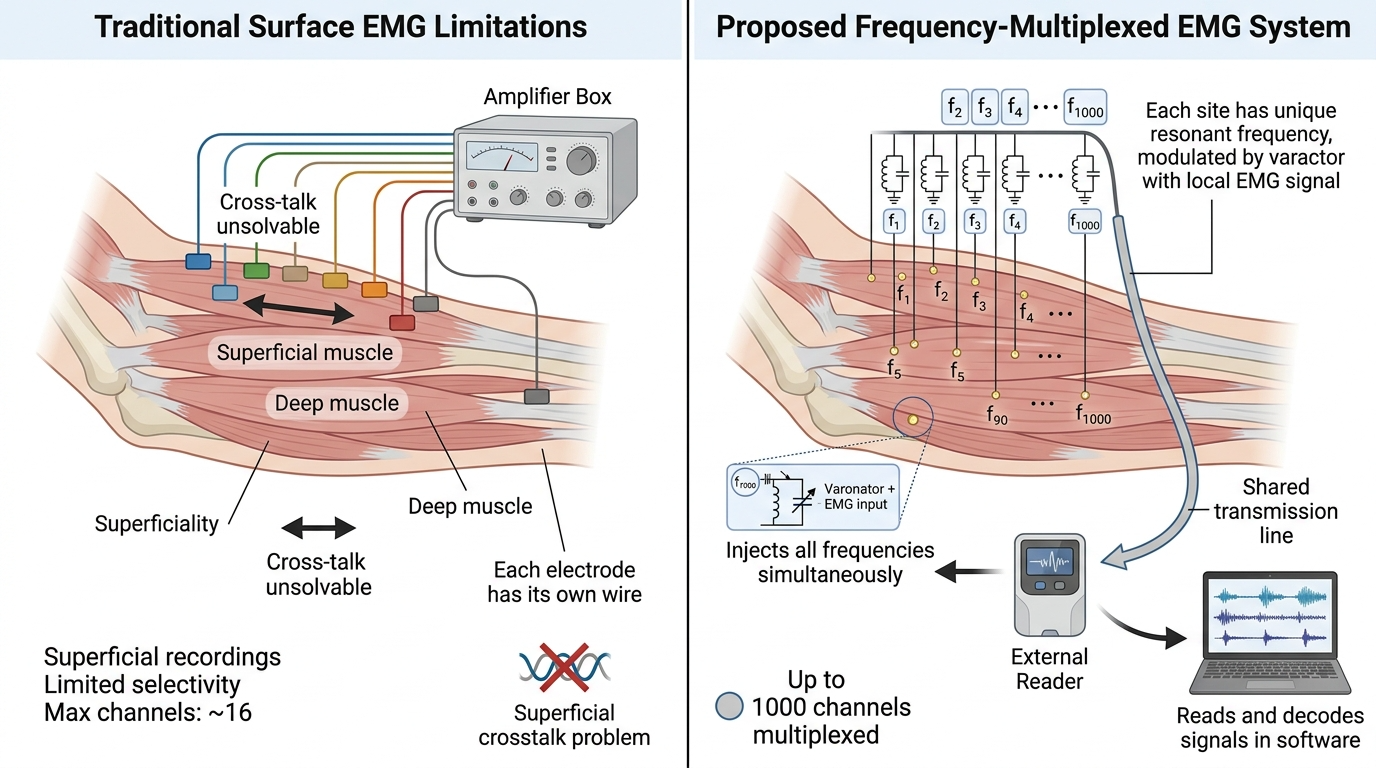 Traditional Surface EMG Limitations
Amplifier Box
Cross-talk
unsolvable
Superficial muscle
Deep muscle
Superficiality
Deep muscle
Cross-talk
unsolvable
Each electrode
has its own wire
Superficial recordings
Limited selectivity
Max channels: ~16
Superficial
crosstalk problem
Proposed Frequency-Multiplexed EMG System
f2 f3 f4 ••• f1000
Each site has unique
resonant frequency,
modulated by varactor
with local EMG signal
•••
f1 f2 f3 f4 f1000
f1 f2 f3 f4 •••
f5 f5 •••
f90 ••• f1000
Varonator +
EMG input
Injects all frequencies
simultaneously
Shared
transmission
line
External
Reader
Up to
1000 channels
multiplexed
Reads and decodes
signals in software